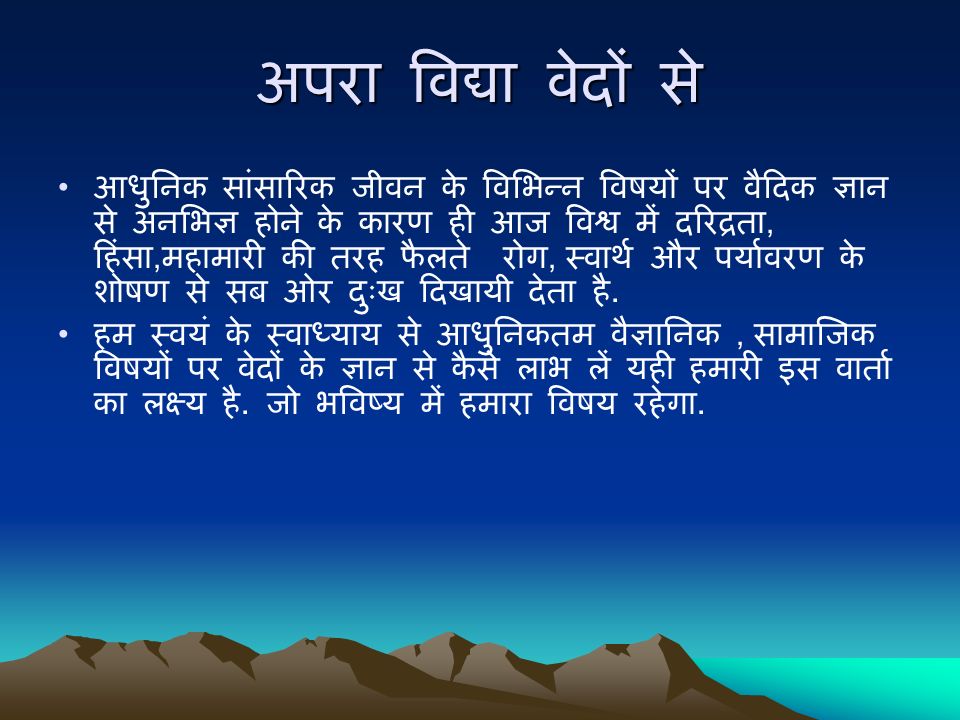 अपरा विद्या वेदों से
• आधुनिक सांसारिक जीवन के विभिन्न विषयों पर वैदिक ज्ञान
से अनभिज्ञ होने के कारण ही आज विश्व में दरिद्रता,
हिंसा,महामारी की तरह फैलते रोग, स्वार्थ और पर्यावरण के
शोषण से सब ओर दुःख दिखायी देता है.
• हम स्वयं के स्वाध्याय से आधुनिकतम वैज्ञानिक , सामाजिक
विषयों पर वेदों के ज्ञान से कैसे लाभ लें यही हमारी इस वार्ता
का लक्ष्य है. जो भविष्य में हमारा विषय रहेगा.